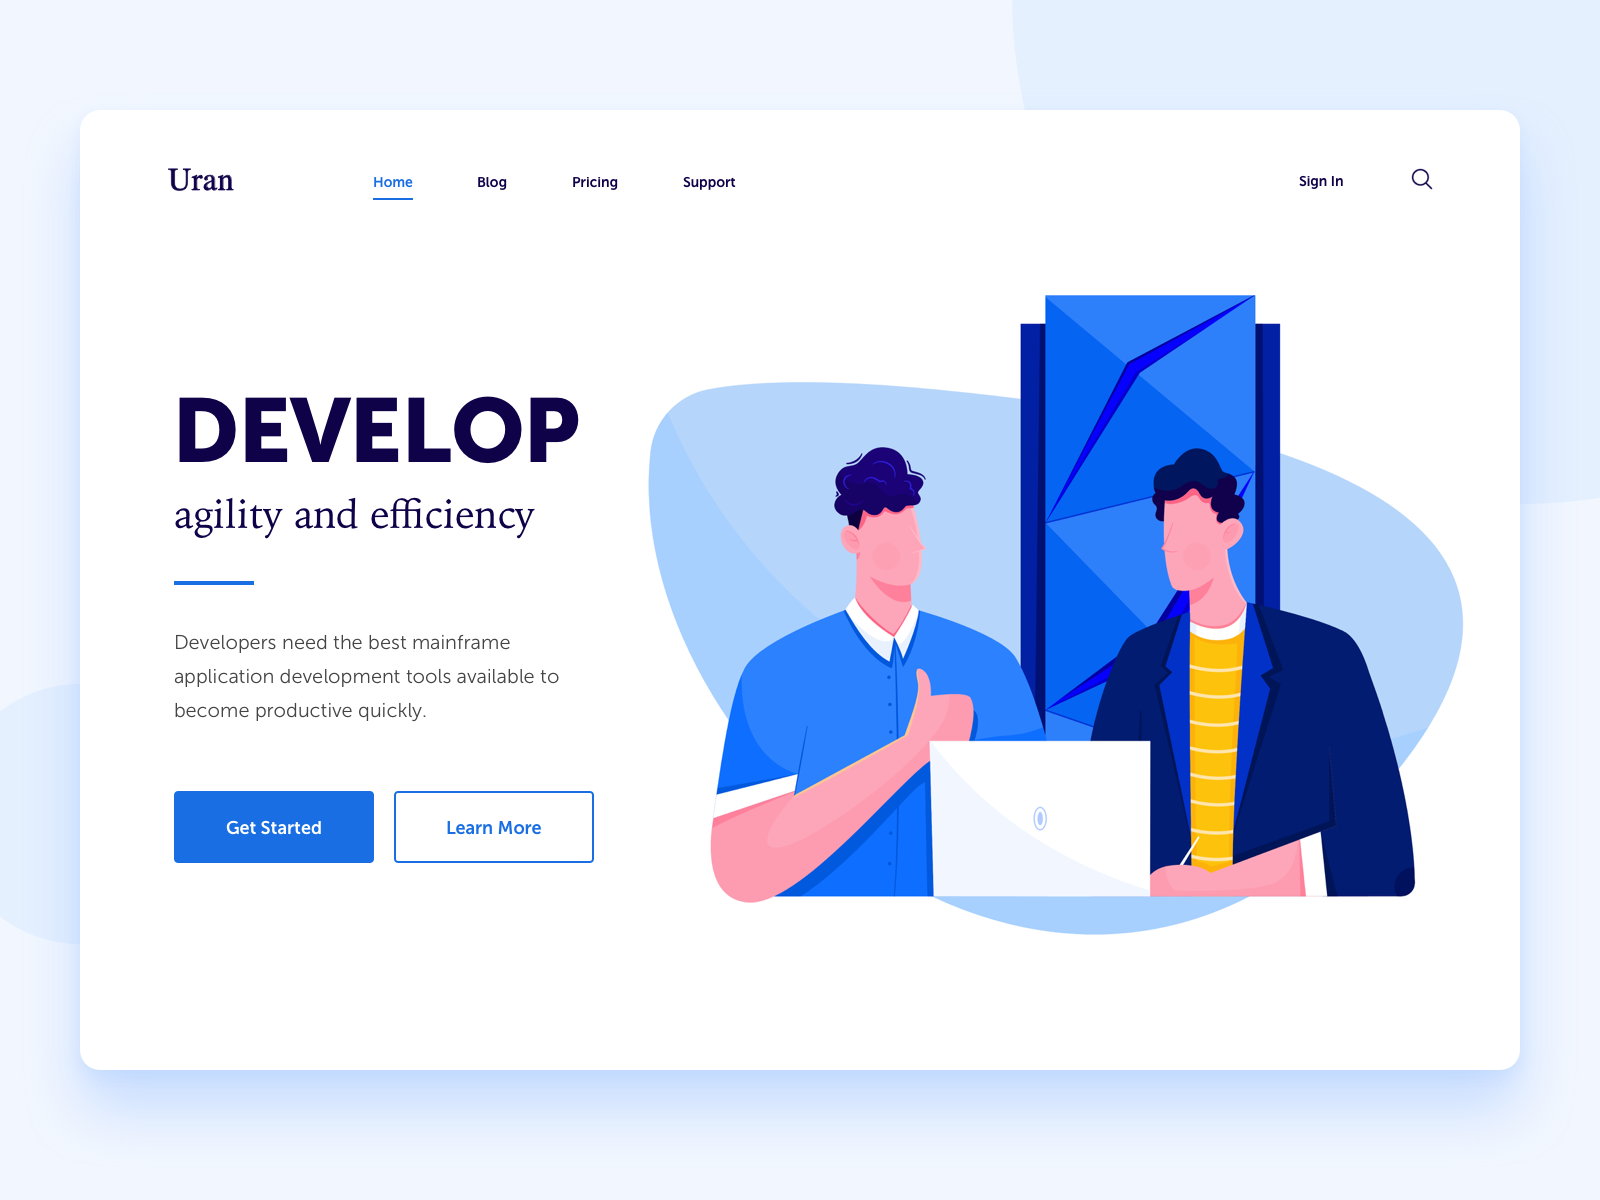 Uran
Home Blog Pricing Support Sign In
DEVELOP
agility and efficiency
Developers need the best mainframe
application development tools available to
become productive quickly.
Get Started Learn More